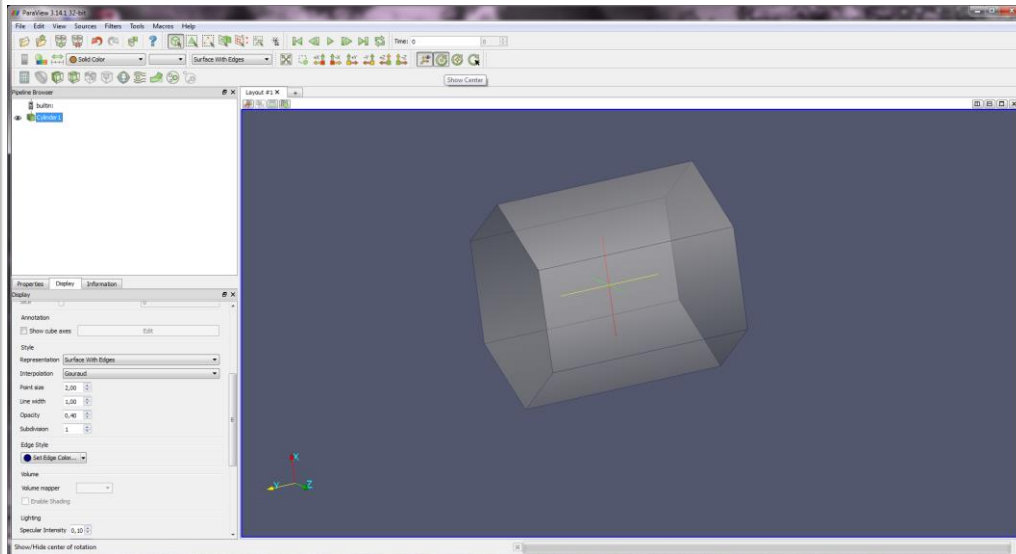 ParaView 3.14.1 32-bit
File Edit View Sources Filters Tools Macros Help
Time: 0 0
Solid Color Surface With Edges
Show Center
Pipeline Browser
Layout #1
builtin:
Cylinder1
Properties Display Information
Display
Annotation
Show cube axes Edit
Style
Representation Surface With Edges
Interpolation Gouraud
Point size 2,00
Line width 1,00
Opacity 0,40
Subdivision 1
Edge Style
Set Edge Color...
Volume
Volume mapper
Enable Shading
Lighting
Specular Intensity 0,10
X
Y Z
Show/Hide center of rotation